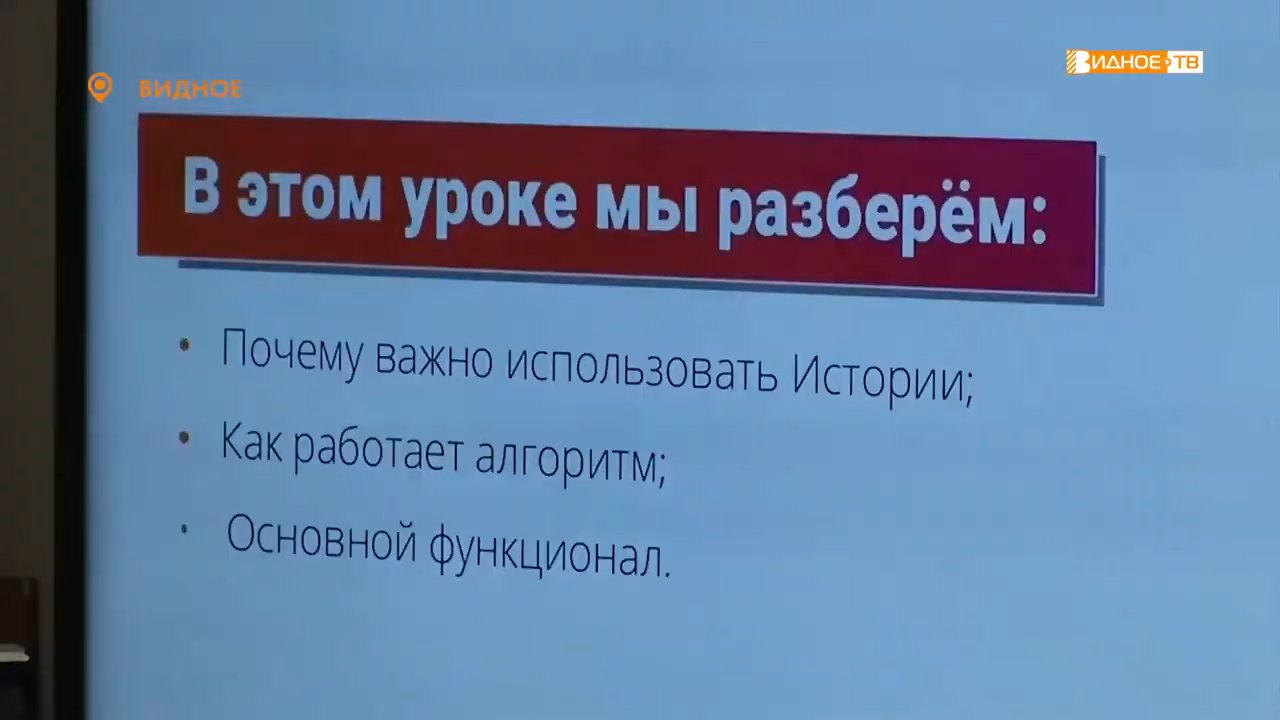 ВИДНОЕ
ВИДНОЕ ТВ
В этом уроке мы разберём:
• Почему важно использовать Истории;
• Как работает алгоритм;
• Основной функционал.